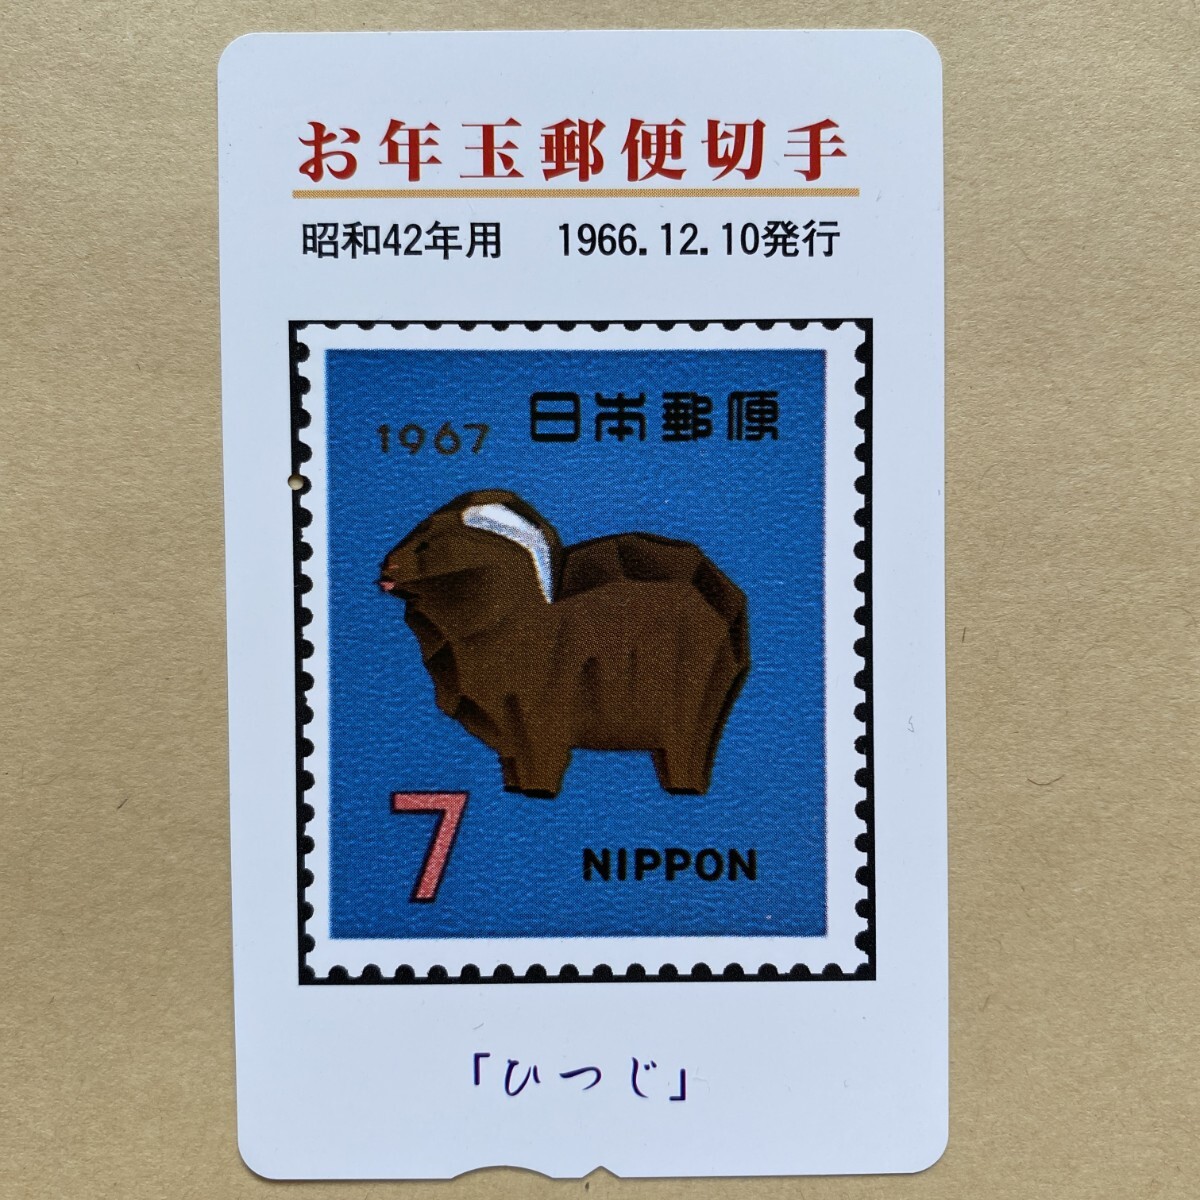 お年玉郵便切手
昭和42年用 1966.12.10発行
1967 日本郵便
7
NIPPON
「ひつじ」